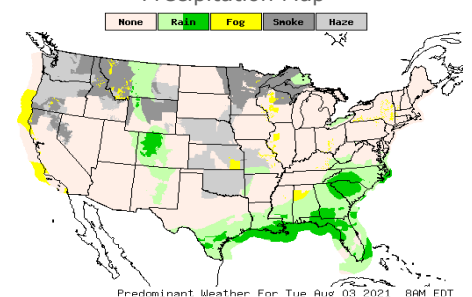 Precipitation Map
None Rain Fog Smoke Haze
Predominant Weather For Tue Aug 03 2021 8AM EDT